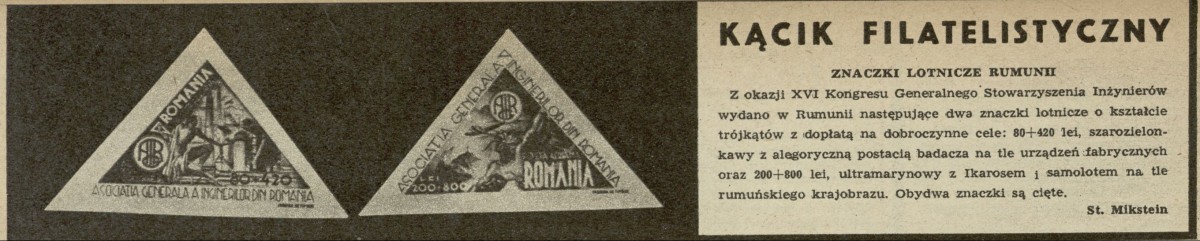 ROMANIA
80+420
ASOCIATIA GENERALA A INGINERILOR DIN ROMANIA
ASOCIATIA GENERALA A INGINERILOR DIN ROMANIA
LEI
200+800
ROMANIA
KĄCIK FILATELISTYCZNY
ZNACZKI LOTNICZE RUMUNII
Z okazji XVI Kongresu Generalnego Stowarzyszenia Inżynierów
wydano w Rumunii następujące dwa znaczki lotnicze o kształcie
trójkątów z dopłatą na dobroczynne cele: 80+420 lei, szarozielon-
kawy z alegoryczną postacią badacza na tle urządzeń fabrycznych
oraz 200+800 lei, ultramarynowy z Ikarosem i samolotem na tle
rumuńskiego krajobrazu. Obydwa znaczki są cięte.
St. Mikstein